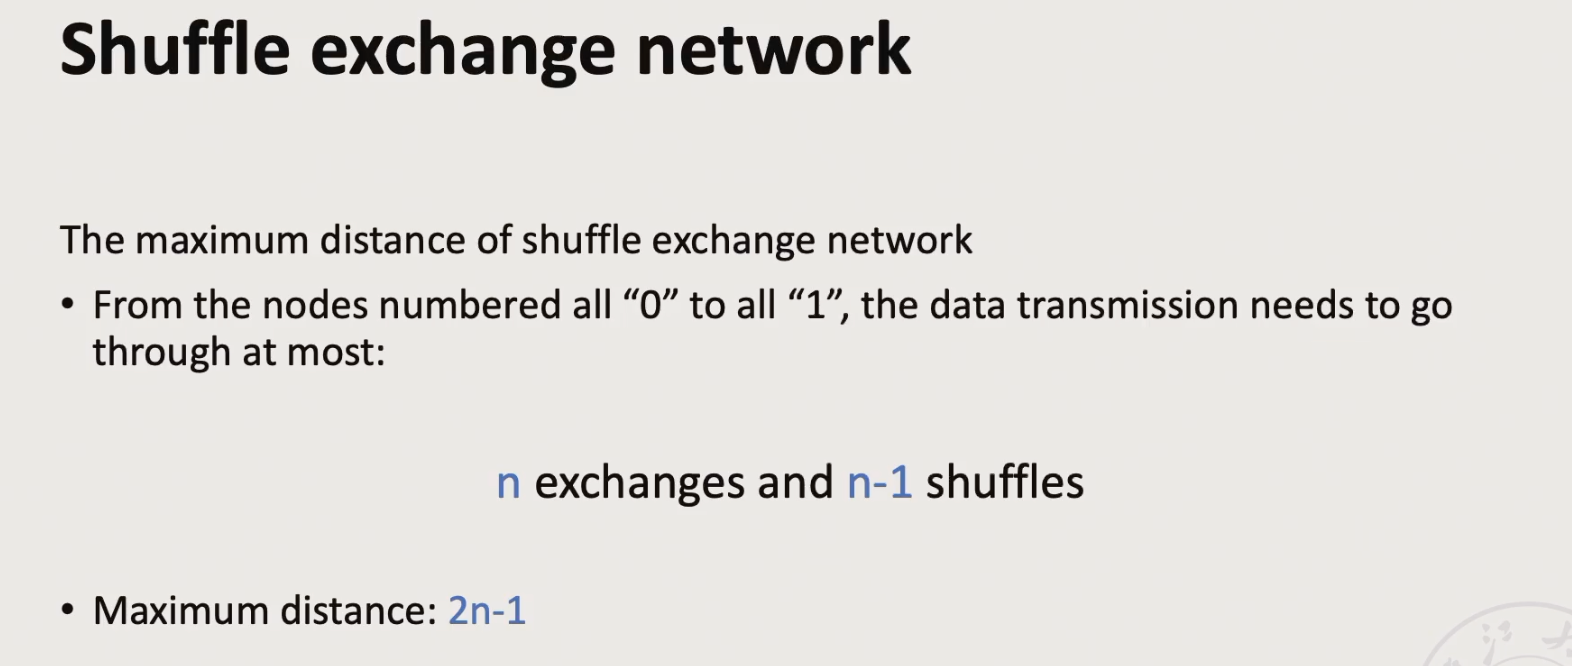 Shuffle exchange network
The maximum distance of shuffle exchange network
• From the nodes numbered all “0” to all “1”, the data transmission needs to go
through at most:
n exchanges and n-1 shuffles
• Maximum distance: 2n-1